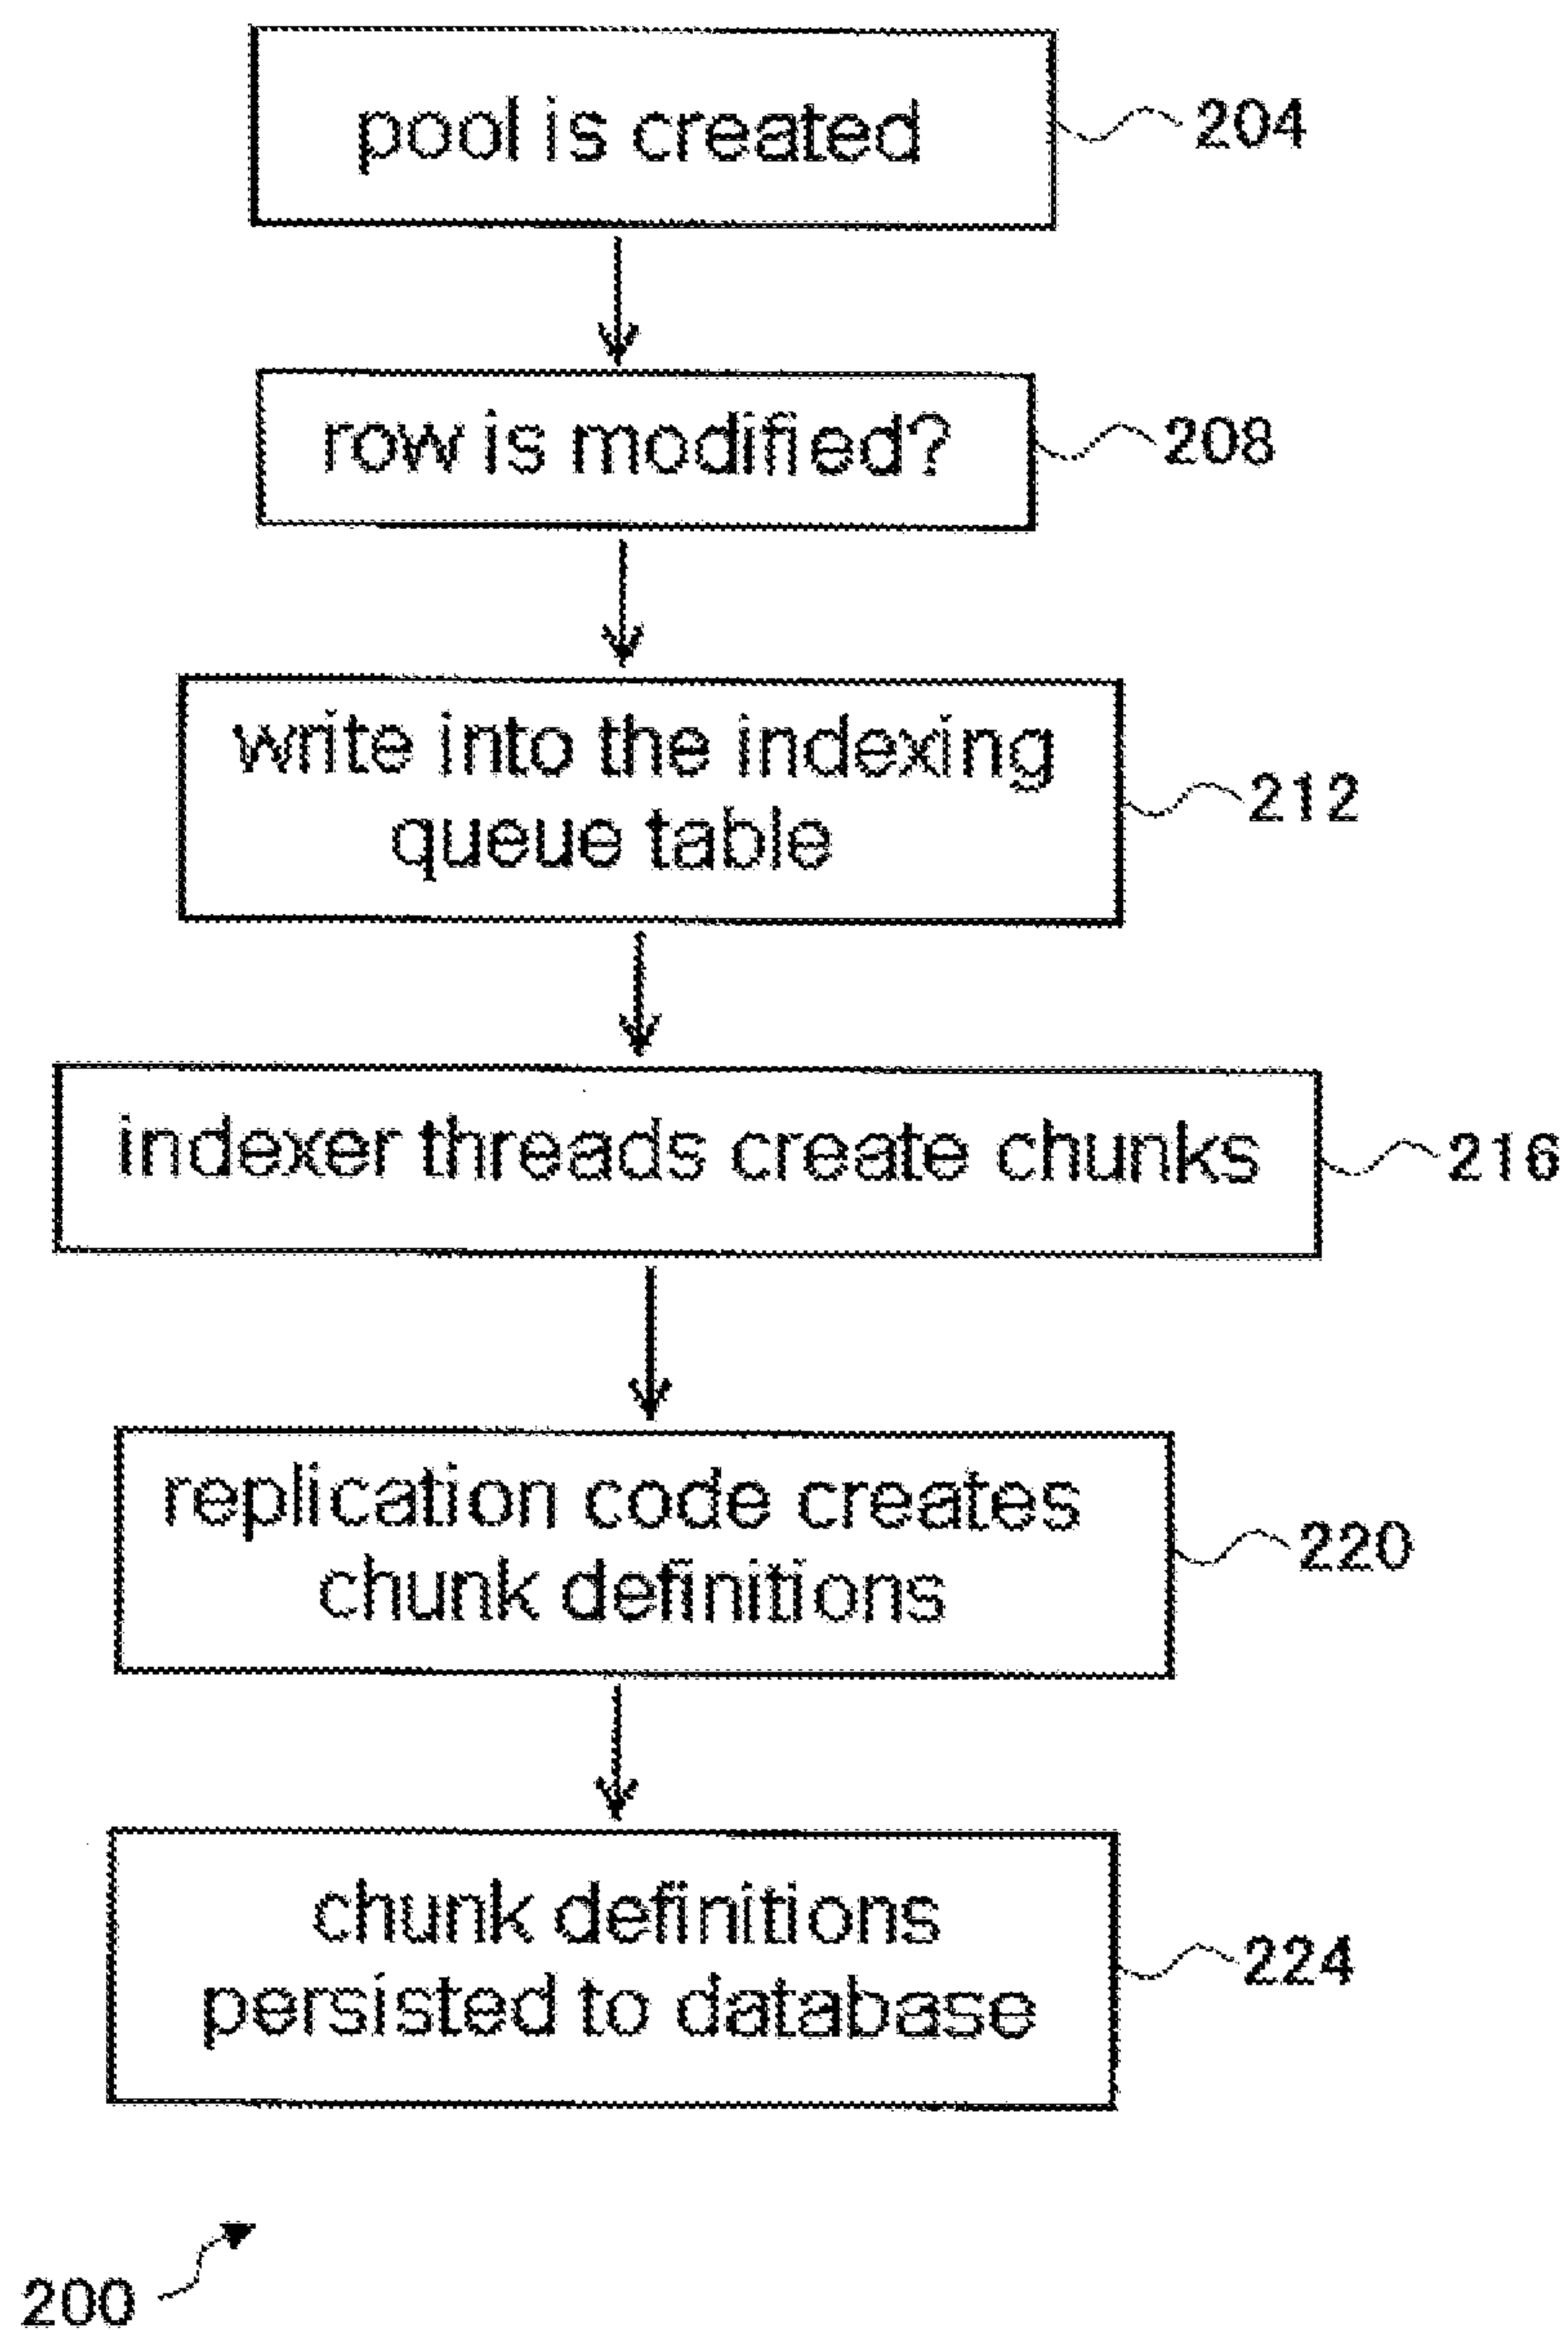 pool is created
204
row is modified?
208
write into the indexing
queue table
212
indexer threads create chunks
216
replication code creates
chunk definitions
220
chunk definitions
persisted to database
224
200